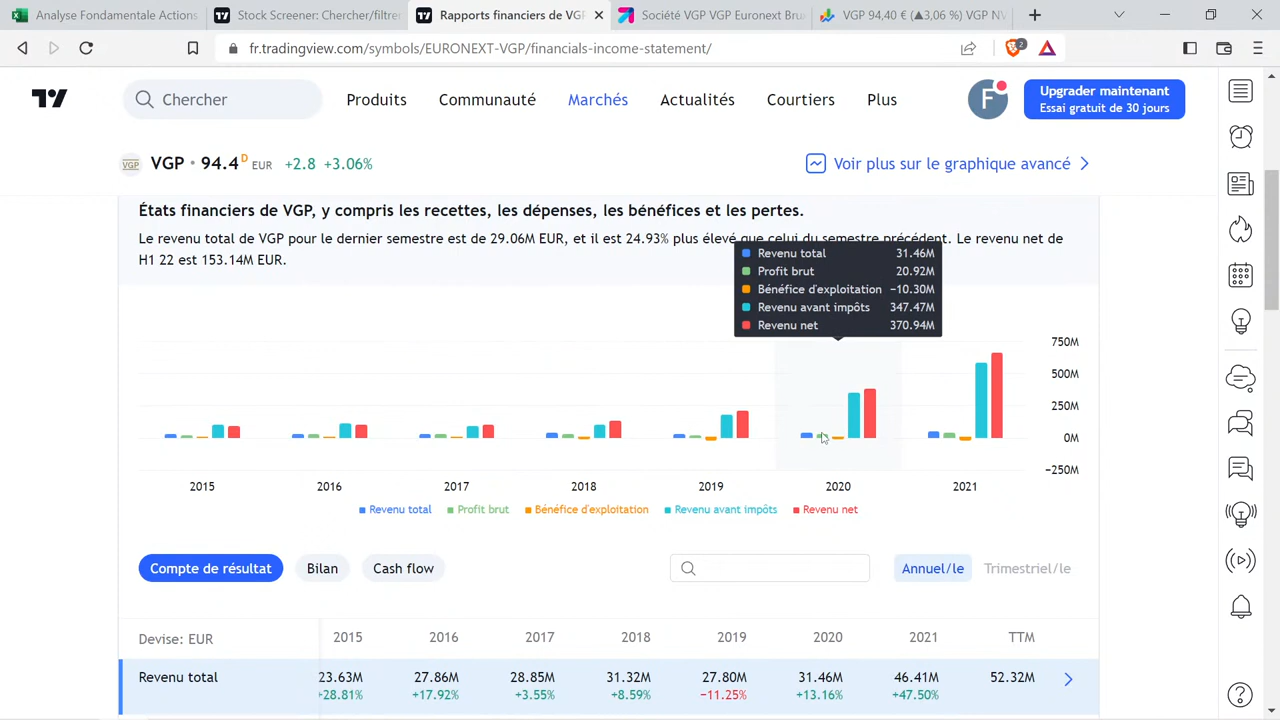 Analyse Fondamentale Actions
Stock Screener: Chercher/filtrer
Rapports financiers de VGP
Société VGP VGP Euronext Bru
VGP 94,40 € (▲3,06 %) VGP NV
fr.tradingview.com/symbols/EURONEXT-VGP/financials-income-statement/
2
Chercher
Produits
Communauté
Marchés
Actualités
Courtiers
Plus
F
Upgrader maintenant
Essai gratuit de 30 jours
VGP
VGP • 94.4 D EUR +2.8 +3.06%
Voir plus sur le graphique avancé
États financiers de VGP, y compris les recettes, les dépenses, les bénéfices et les pertes.
Le revenu total de VGP pour le dernier semestre est de 29.06M EUR, et il est 24.93% plus élevé que celui du semestre précédent. Le revenu net de
H1 22 est 153.14M EUR.
Revenu total 31.46M
Profit brut 20.92M
Bénéfice d'exploitation −10.30M
Revenu avant impôts 347.47M
Revenu net 370.94M
750M
500M
250M
0M
−250M
2015 2016 2017 2018 2019 2020 2021
Revenu total Profit brut Bénéfice d'exploitation Revenu avant impôts Revenu net
Compte de résultat
Bilan
Cash flow
Annuel/le
Trimestriel/le
Devise: EUR 2015 2016 2017 2018 2019 2020 2021 TTM
Revenu total 23.63M 27.86M 28.85M 31.32M 27.80M 31.46M 46.41M 52.32M
+28.81% +17.92% +3.55% +8.59% −11.25% +13.16% +47.50%